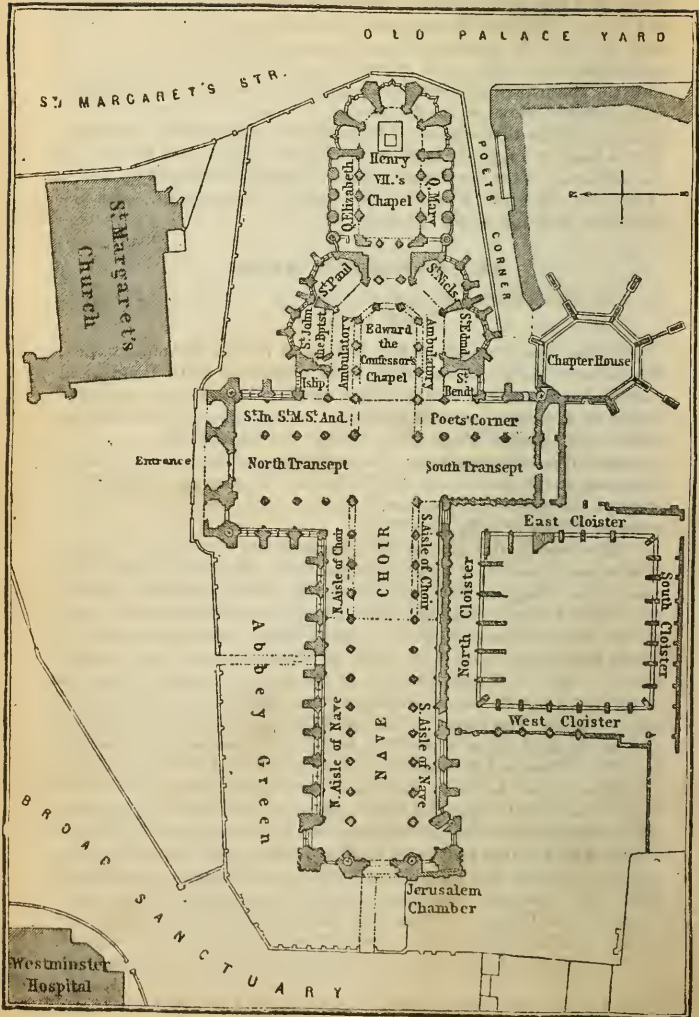 OLD PALACE YARD
ST. MARGARET'S STR.
St. Margaret's
Church
POETS' CORNER
N
Henry
VII.'s
Chapel
Q. Elizabeth
Q. Mary
St. Paul
St. Nichs.
St. John
the Bptst.
St. Edmd.
Islip
St.
Bendt.
Ambulatory
Edward
the
Confessor's
Chapel
Ambulatory
Chapter House
St. Jn. St. M. St. And.
Poets' Corner
Entrance
North Transept
South Transept
East Cloister
North Cloister
South Cloister
West Cloister
N. Aisle of Choir
CHOIR
S. Aisle of Choir
Abbey Green
N. Aisle of Nave
NAVE
S. Aisle of Nave
Jerusalem
Chamber
BROAD SANCTUARY
Westminster
Hospital